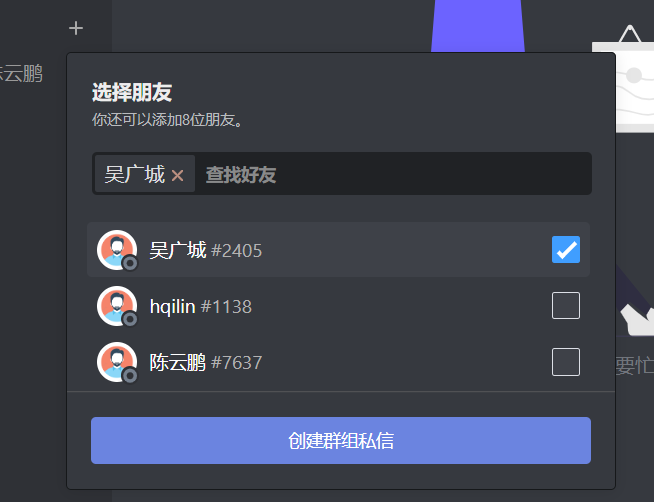 陈云鹏
选择朋友
你还可以添加8位朋友。
吴广城 × 查找好友
吴广城 #2405
hqilin #1138
陈云鹏 #7637
创建群组私信
要忙